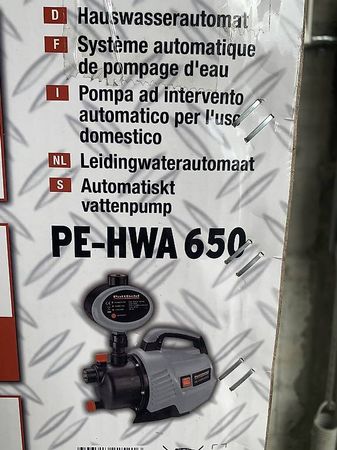 D Hauswasserautomat
F Système automatique
de pompage d'eau
I Pompa ad intervento
automatico per l'uso
domestico
NL Leidingwaterautomaat
S Automatiskt
vattenpump
PE-HWA 650
Pattfield